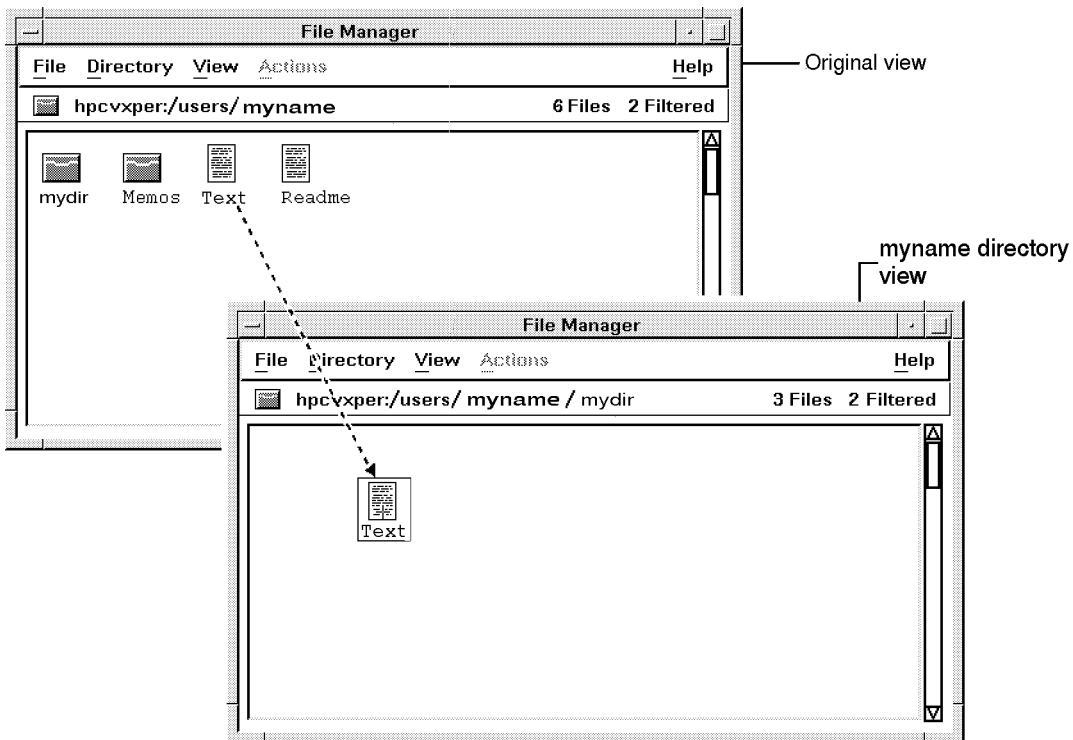 File Manager
File Directory View Actions Help
hpcvxper:/users/ myname 6 Files 2 Filtered
mydir Memos Text Readme
Original view
myname directory
view
File Manager
File Directory View Actions Help
hpcvxper:/users/ myname / mydir 3 Files 2 Filtered
Text